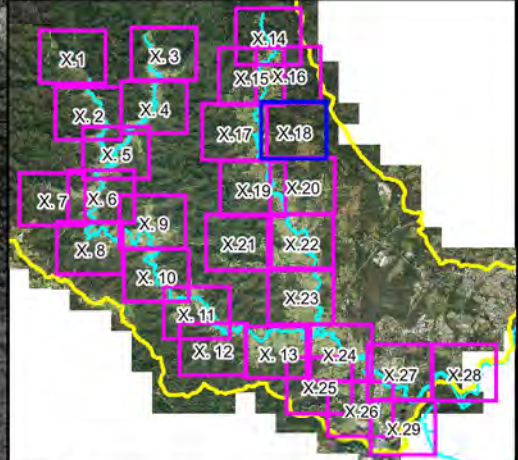 X.14
X.1
X. 3
X.15
X.16
X. 2
X. 4
X.17
X.18
X. 5
X. 7
X. 6
X.19
X.20
X. 9
X. 8
X.21
X.22
X. 10
X. 11
X.23
X. 12
X. 13
X.24
X.25
X.27
X.28
X.26
X.29